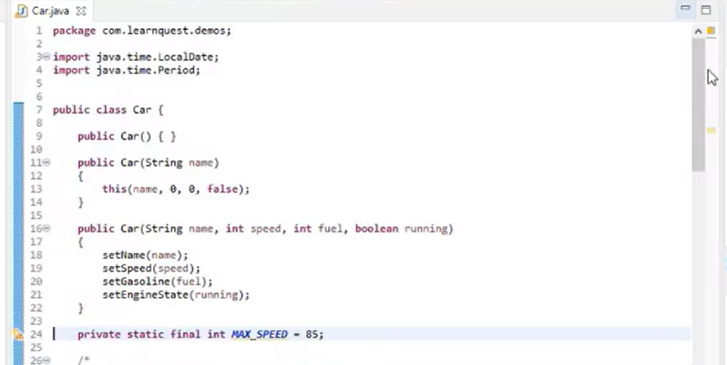 Car.java
1 package com.learnquest.demos;
2
3 import java.time.LocalDate;
4 import java.time.Period;
5
6
7 public class Car {
8
9 public Car() { }
10
11 public Car(String name)
12 {
13 this(name, 0, 0, false);
14 }
15
16 public Car(String name, int speed, int fuel, boolean running)
17 {
18 setName(name);
19 setSpeed(speed);
20 setGasoline(fuel);
21 setEngineState(running);
22 }
23
24 private static final int MAX_SPEED = 85;
25
26 /*